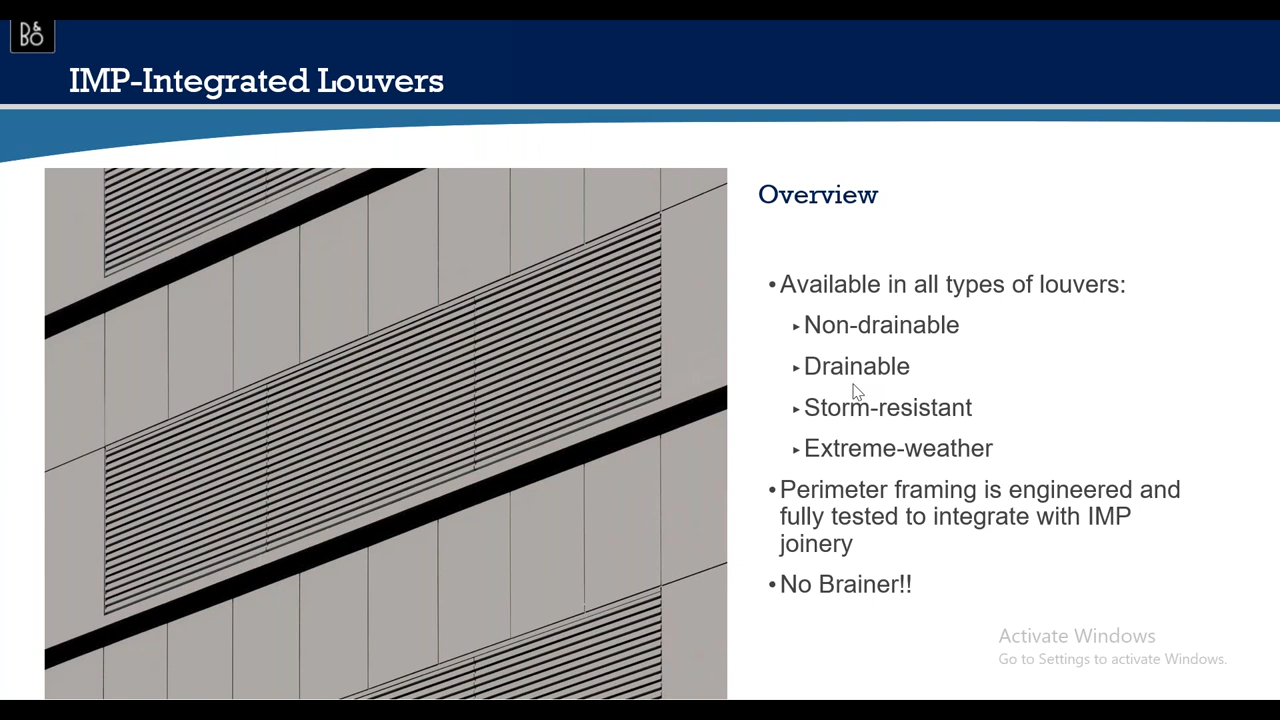 B&
BO
IMP-Integrated Louvers
Overview
•Available in all types of louvers:
▸Non-drainable
▸Drainable
▸Storm-resistant
▸Extreme-weather
•Perimeter framing is engineered and
fully tested to integrate with IMP
joinery
•No Brainer!!
Activate Windows
Go to Settings to activate Windows.